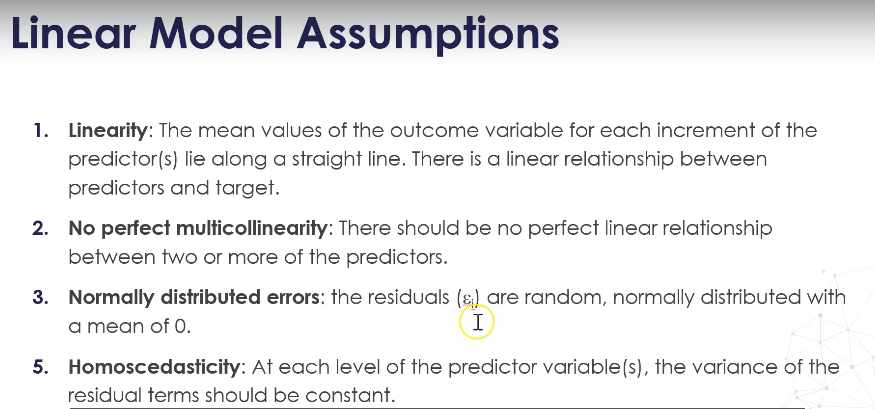 Linear Model Assumptions
1. Linearity: The mean values of the outcome variable for each increment of the
predictor(s) lie along a straight line. There is a linear relationship between
predictors and target.
2. No perfect multicollinearity: There should be no perfect linear relationship
between two or more of the predictors.
3. Normally distributed errors: the residuals (εᵢ) are random, normally distributed with
a mean of 0.
5. Homoscedasticity: At each level of the predictor variable(s), the variance of the
residual terms should be constant.